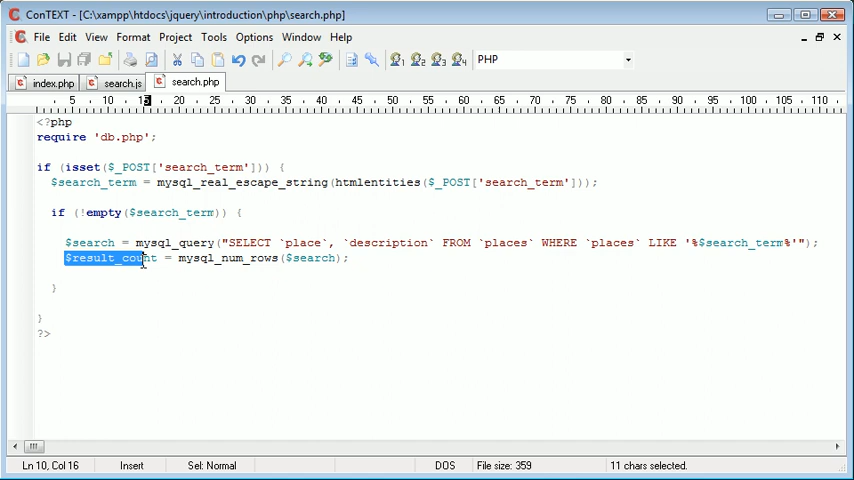 ConTEXT - [C:\xampp\htdocs\jquery\introduction\php\search.php]
File Edit View Format Project Tools Options Window Help
1 2 3 4 PHP
index.php search.js search.php
5 10 15 20 25 30 35 40 45 50 55 60 65 70 75 80 85 90 95 100 105 110
<?php
require 'db.php';
if (isset($_POST['search_term'])) {
$search_term = mysql_real_escape_string(htmlentities($_POST['search_term']));
if (!empty($search_term)) {
$search = mysql_query("SELECT `place`, `description` FROM `places` WHERE `places` LIKE '%$search_term%'");
$result_count = mysql_num_rows($search);
}
}
?>
Ln 10, Col 16 Insert Sel: Normal DOS File size: 359 11 chars selected.